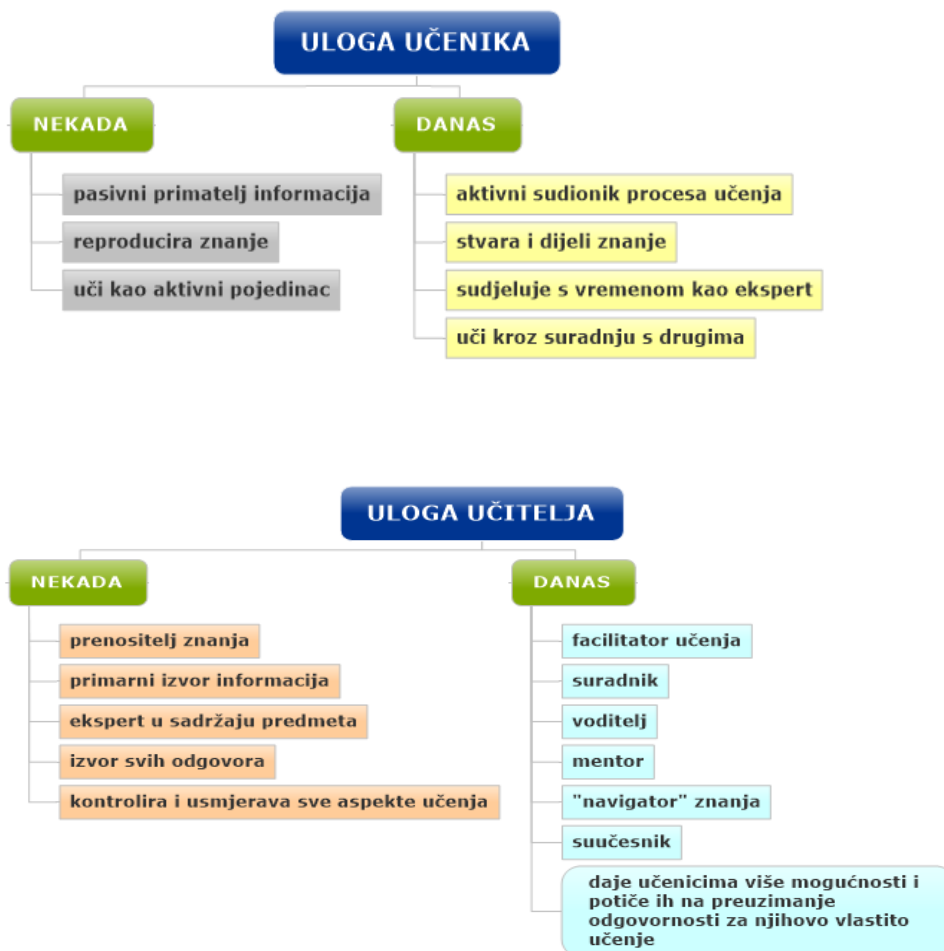 ULOGA UČENIKA
NEKADA
pasivni primatelj informacija
reproducira znanje
uči kao aktivni pojedinac
DANAS
aktivni sudionik procesa učenja
stvara i dijeli znanje
sudjeluje s vremenom kao ekspert
uči kroz suradnju s drugima
ULOGA UČITELJA
NEKADA
prenositelj znanja
primarni izvor informacija
ekspert u sadržaju predmeta
izvor svih odgovora
kontrolira i usmjerava sve aspekte učenja
DANAS
facilitator učenja
suradnik
voditelj
mentor
"navigator" znanja
suučesnik
daje učenicima više mogućnosti i
potiče ih na preuzimanje
odgovornosti za njihovo vlastito
učenje